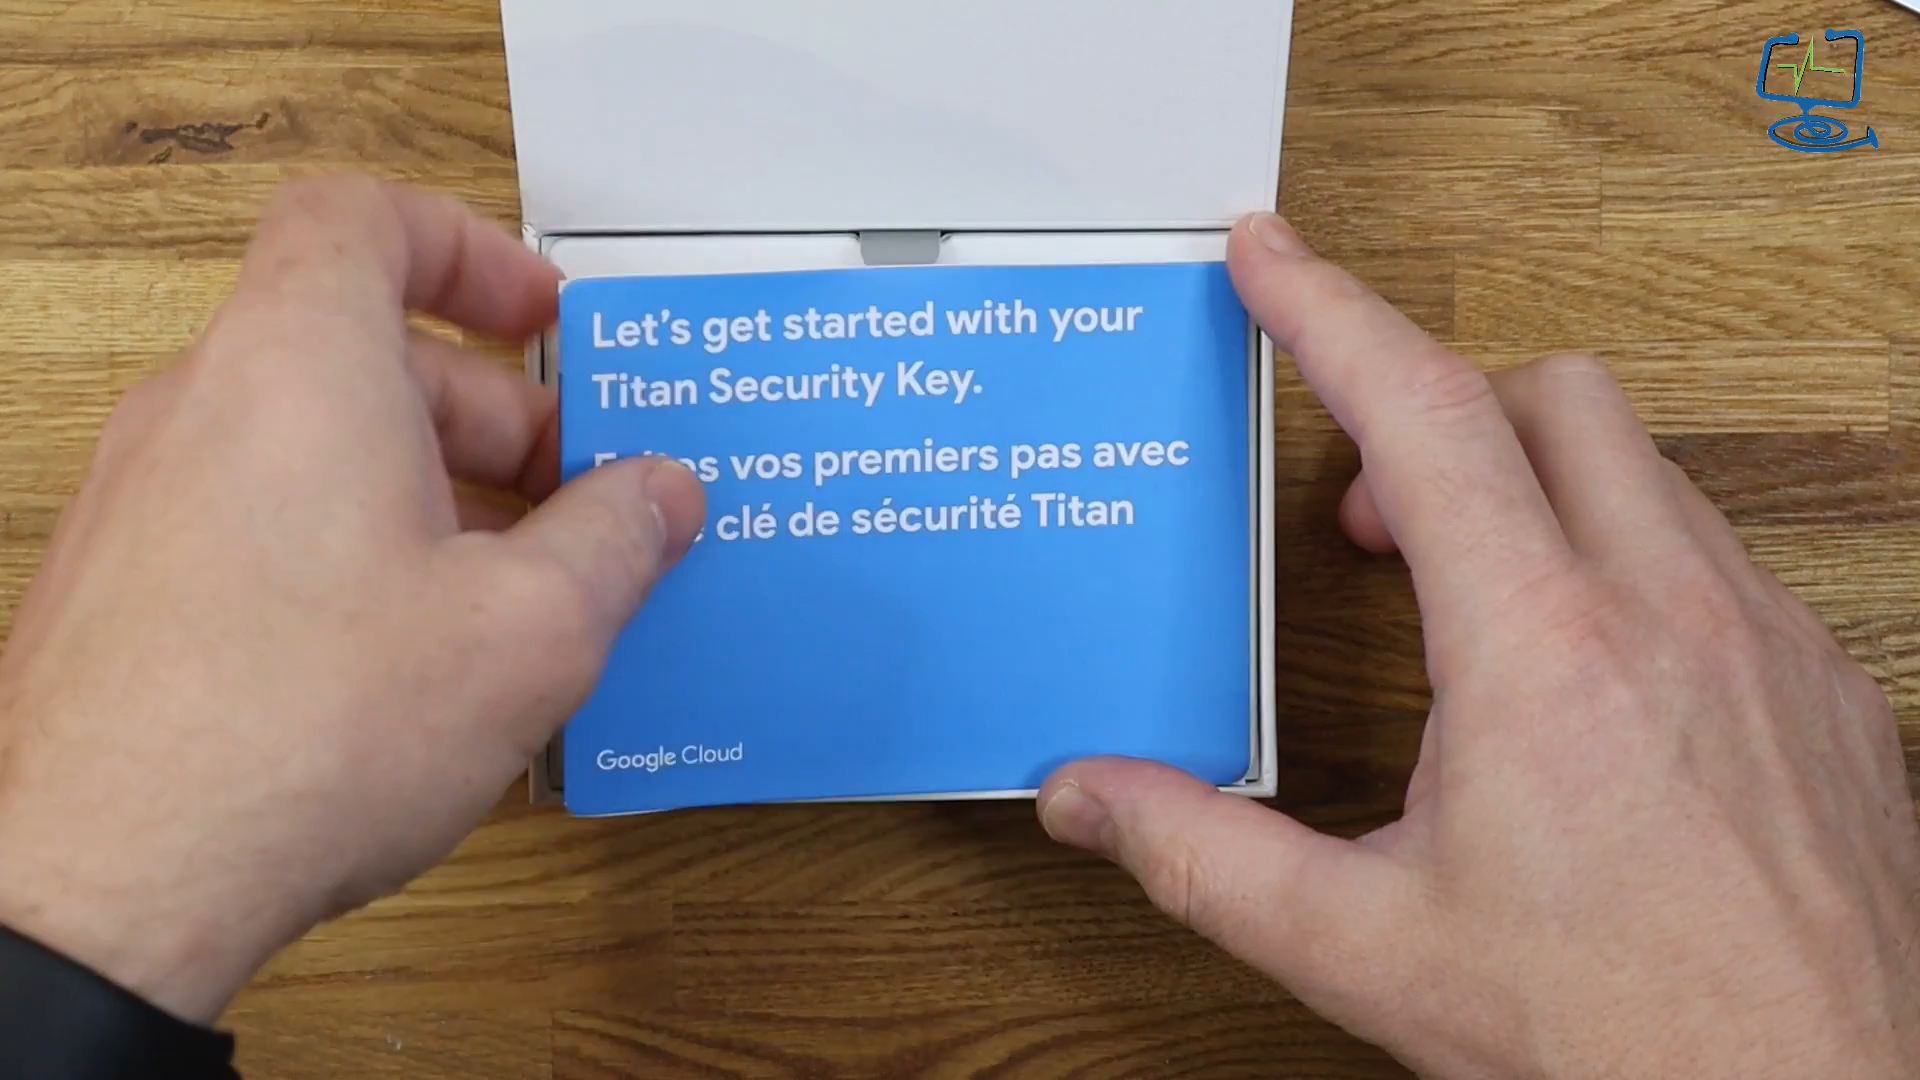 Let's get started with your
Titan Security Key.
vos premiers pas avec
clé de sécurité Titan
Google Cloud